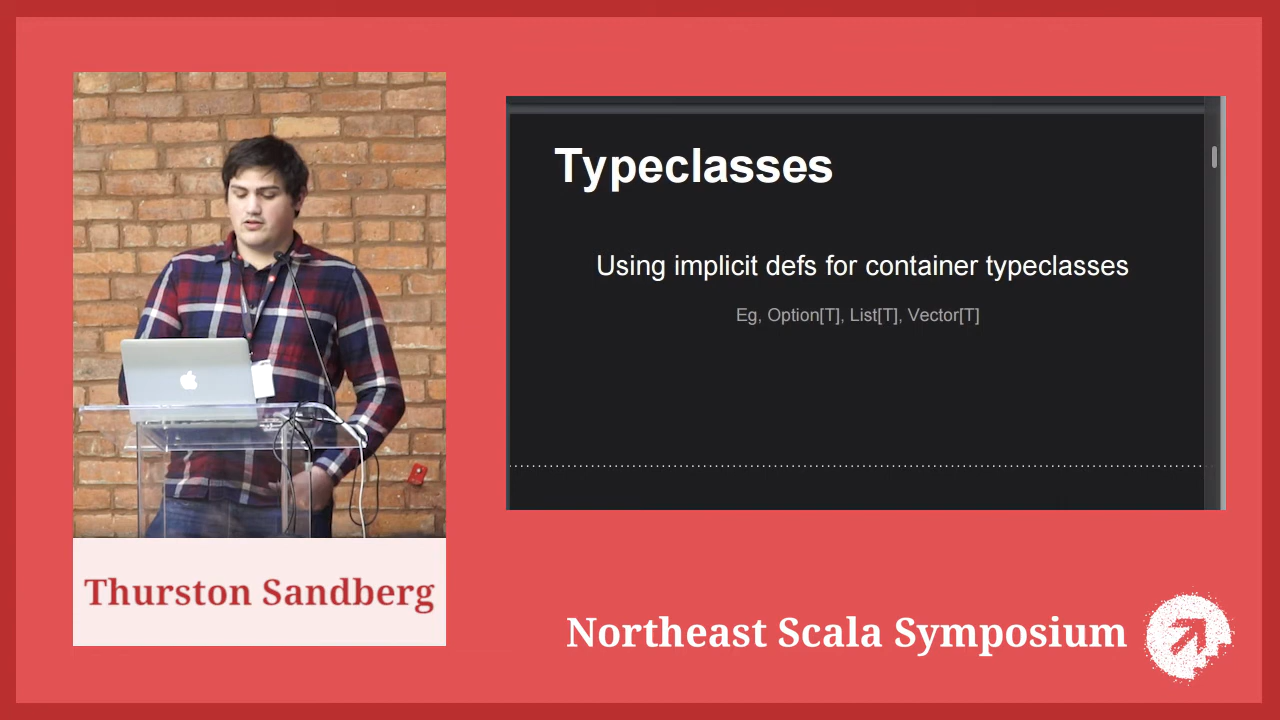 Typeclasses
Using implicit defs for container typeclasses
Eg, Option[T], List[T], Vector[T]
Thurston Sandberg
Northeast Scala Symposium